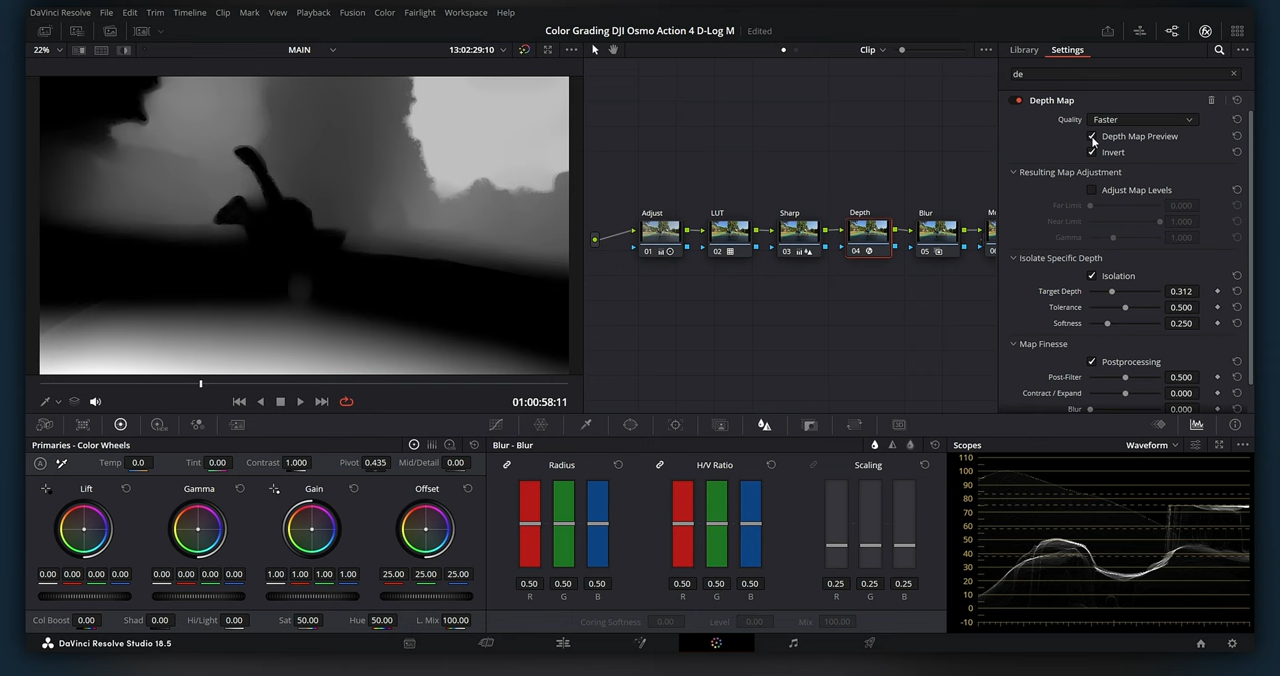 DaVinci Resolve File Edit Trim Timeline Clip Mark View Playback Fusion Color Fairlight Workspace Help
Color Grading DJI Osmo Action 4 D-Log M Edited
22% MAIN 13:02:29:10 Clip Library Settings
de
Depth Map
Quality Faster
Depth Map Preview
Invert
Resulting Map Adjustment
Adjust Map Levels
Far Limit 0.000
Near Limit 1.000
Gamma 1.000
Adjust LUT Sharp Depth Blur
01 02 03 04 05
Isolate Specific Depth
Isolation
Target Depth 0.312
Tolerance 0.500
Softness 0.250
Map Finesse
Postprocessing
Post-Filter 0.500
Contract / Expand 0.000
Blur 0.000
01:00:58:11
Primaries - Color Wheels Blur - Blur Scopes Waveform
Temp 0.0 Tint 0.00 Contrast 1.000 Pivot 0.435 Mid/Detail 0.00 Radius H/V Ratio Scaling
Lift Gamma Gain Offset
0.00 0.00 0.00 0.00 0.00 0.00 0.00 0.00 1.00 1.00 1.00 1.00 25.00 25.00 25.00
0.50 0.50 0.50 0.50 0.50 0.50 0.25 0.25 0.25
R G B R G B R G B
Col Boost 0.00 Shad 0.00 Hi/Light 0.00 Sat 50.00 Hue 50.00 L. Mix 100.00 Coring Softness 0.00 Level 0.00 Mix 100.00
110
100
90
80
70
60
50
40
30
20
10
0
-10
DaVinci Resolve Studio 18.5